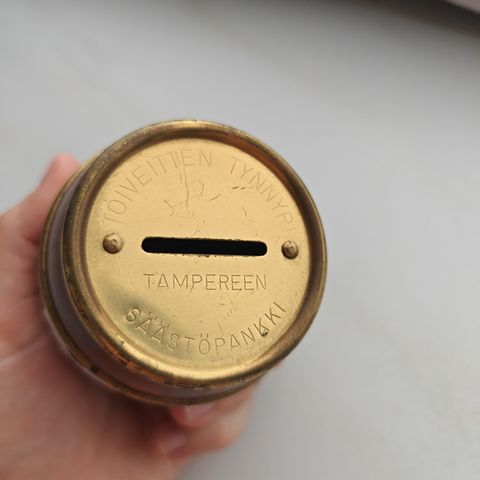 TOIVEITTEN TYNNYRI
TAMPEREEN
SÄÄSTÖPANKKI